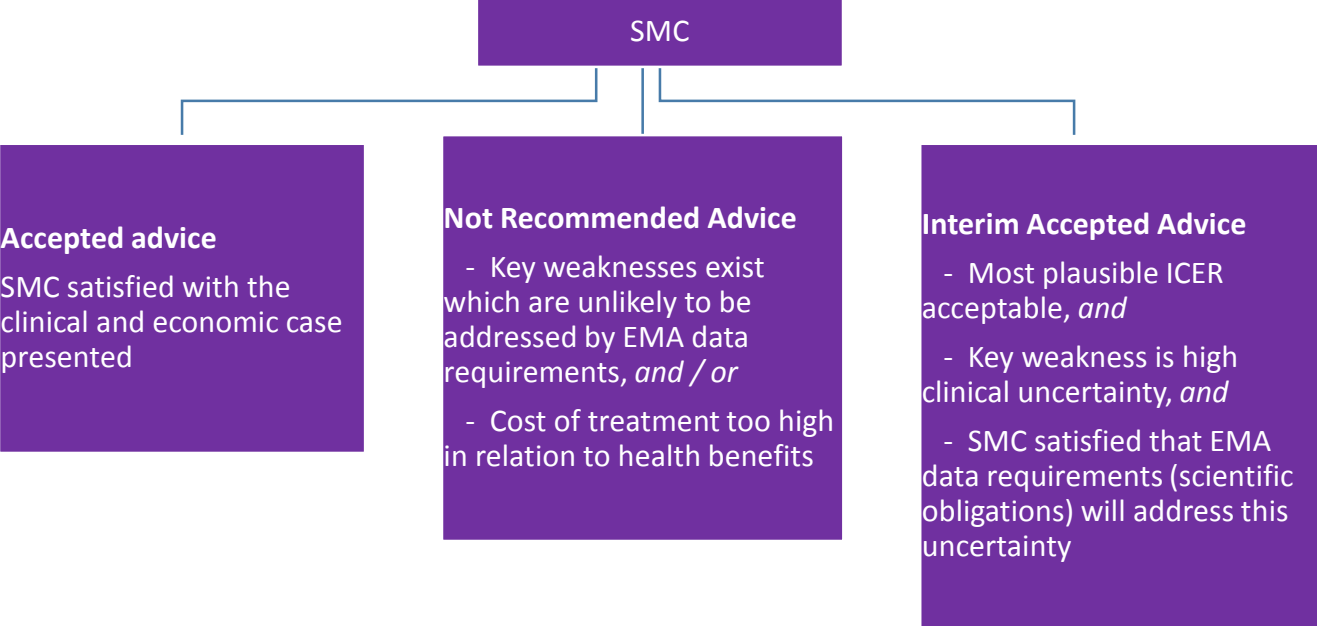 SMC
Accepted advice
SMC satisfied with the
clinical and economic case
presented
Not Recommended Advice
- Key weaknesses exist
which are unlikely to be
addressed by EMA data
requirements, and / or
- Cost of treatment too high
in relation to health benefits
Interim Accepted Advice
- Most plausible ICER
acceptable, and
- Key weakness is high
clinical uncertainty, and
- SMC satisfied that EMA
data requirements (scientific
obligations) will address this
uncertainty